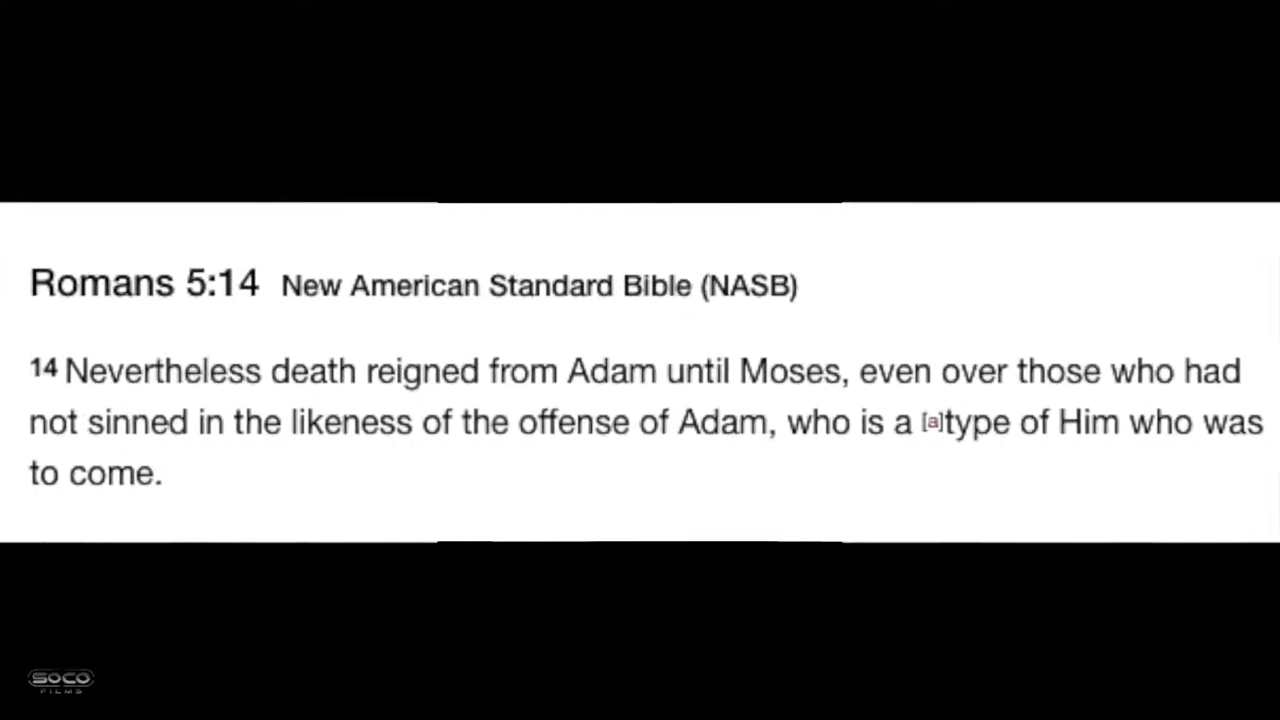 Romans 5:14 New American Standard Bible (NASB)
14 Nevertheless death reigned from Adam until Moses, even over those who had
not sinned in the likeness of the offense of Adam, who is a [a]type of Him who was
to come.
SOCO
FILMS